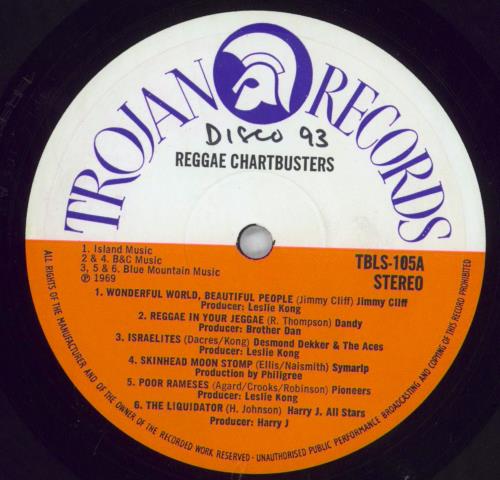 TROJAN RECORDS
Disco 93
REGGAE CHARTBUSTERS
1. Island Music
2 & 4. B&C Music
3, 5 & 6. Blue Mountain Music
℗ 1969
TBLS-105A
STEREO
1. WONDERFUL WORLD, BEAUTIFUL PEOPLE (Jimmy Cliff) Jimmy Cliff
Producer: Leslie Kong
2. REGGAE IN YOUR JEGGAE (R. Thompson) Dandy
Producer: Brother Dan
3. ISRAELITES (Dacres/Kong) Desmond Dekker & The Aces
Producer: Leslie Kong
4. SKINHEAD MOON STOMP (Ellis/Naismith) Symarip
Production by Philigree
5. POOR RAMESES (Agard/Crooks/Robinson) Pioneers
Producer: Leslie Kong
6. THE LIQUIDATOR (H. Johnson) Harry J. All Stars
Producer: Harry J
ALL RIGHTS OF THE MANUFACTURER AND OF THE OWNER OF THE RECORDED WORK RESERVED - UNAUTHORISED PUBLIC PERFORMANCE BROADCASTING AND COPYING OF THIS RECORD PROHIBITED